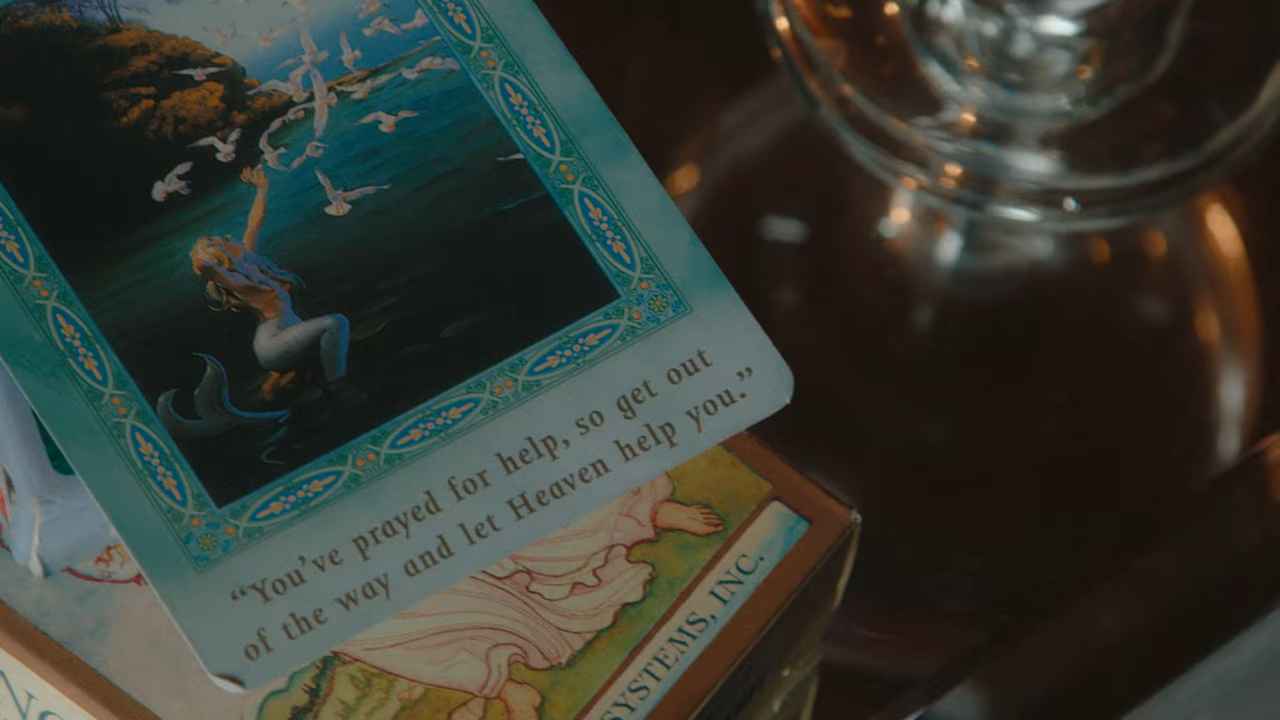 “You’ve prayed for help, so get out
of the way and let Heaven help you.”
SYSTEMS, INC.